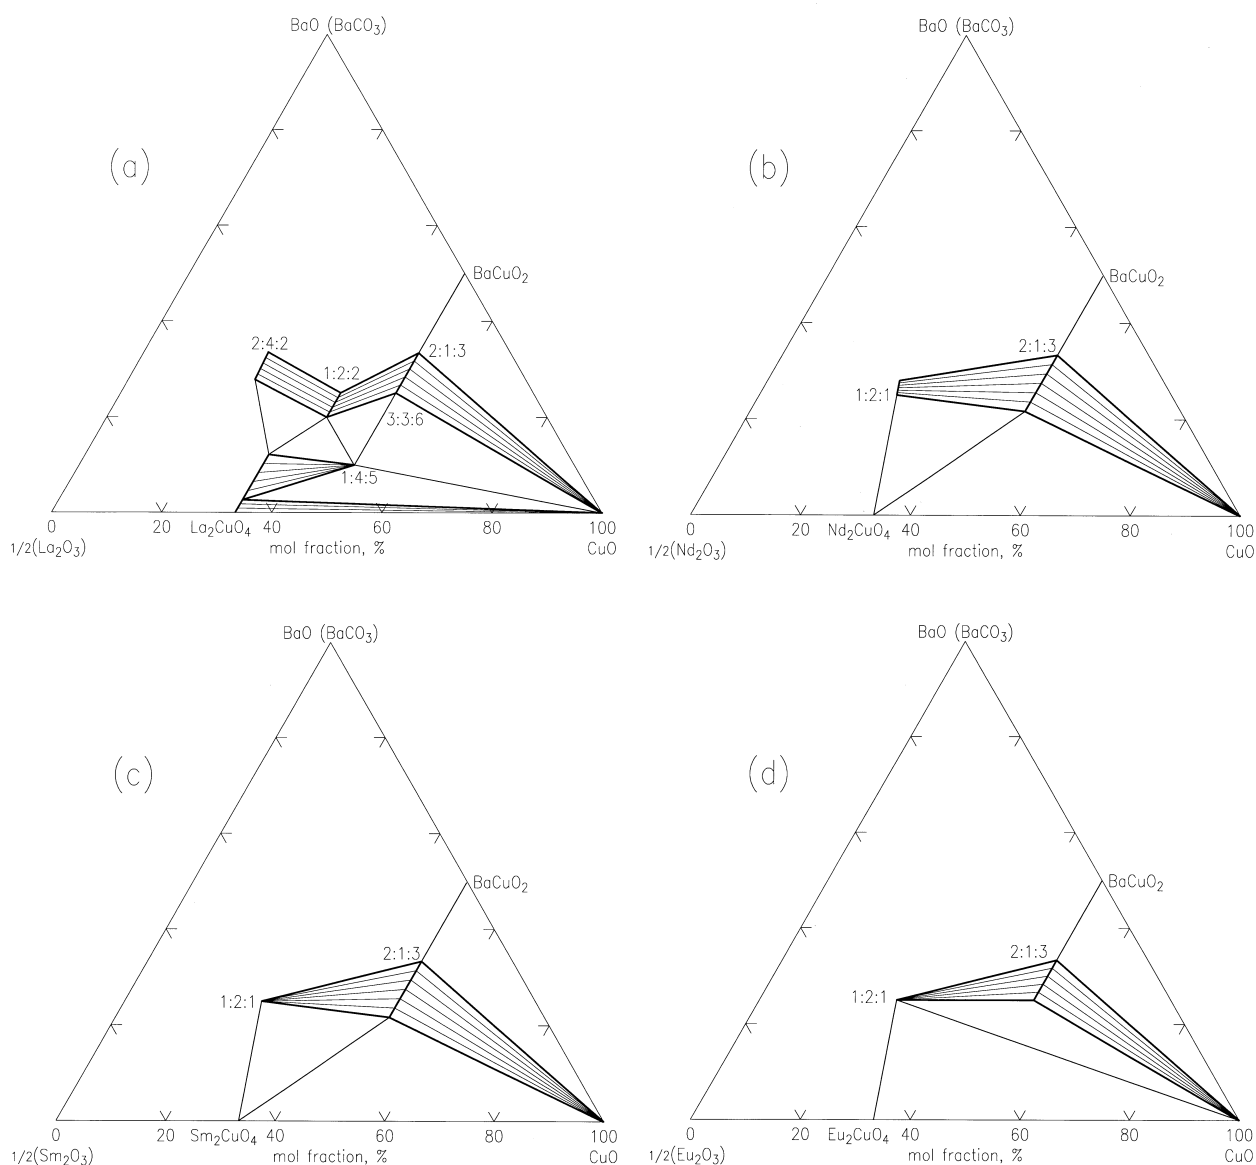 BaO (BaCO₃)
(a)
BaCuO₂
2:4:2
1:2:2
2:1:3
3:3:6
1:4:5
0 La₂CuO₄ 40 60 80 100
1/2(La₂O₃) mol fraction, % CuO
BaO (BaCO₃)
(b)
BaCuO₂
2:1:3
1:2:1
0 20 Nd₂CuO₄ 40 60 80 100
1/2(Nd₂O₃) mol fraction, % CuO
BaO (BaCO₃)
(c)
BaCuO₂
2:1:3
1:2:1
0 20 Sm₂CuO₄ 40 60 80 100
1/2(Sm₂O₃) mol fraction, % CuO
BaO (BaCO₃)
(d)
BaCuO₂
2:1:3
1:2:1
0 20 Eu₂CuO₄ 40 60 80 100
1/2(Eu₂O₃) mol fraction, % CuO